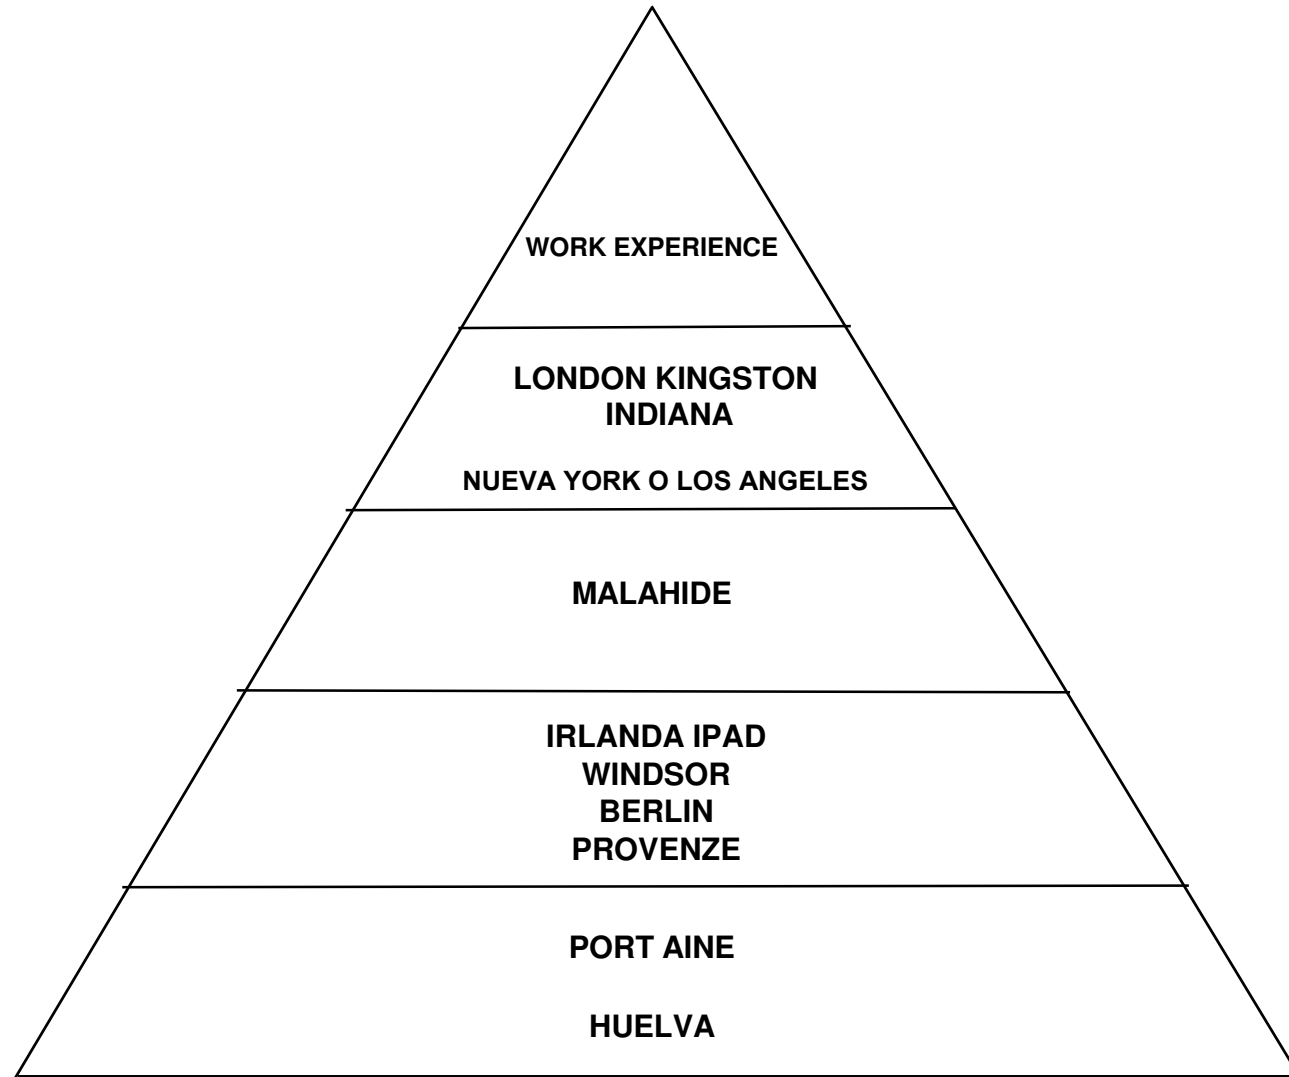 WORK EXPERIENCE
LONDON KINGSTON
INDIANA
NUEVA YORK O LOS ANGELES
MALAHIDE
IRLANDA IPAD
WINDSOR
BERLIN
PROVENZE
PORT AINE
HUELVA